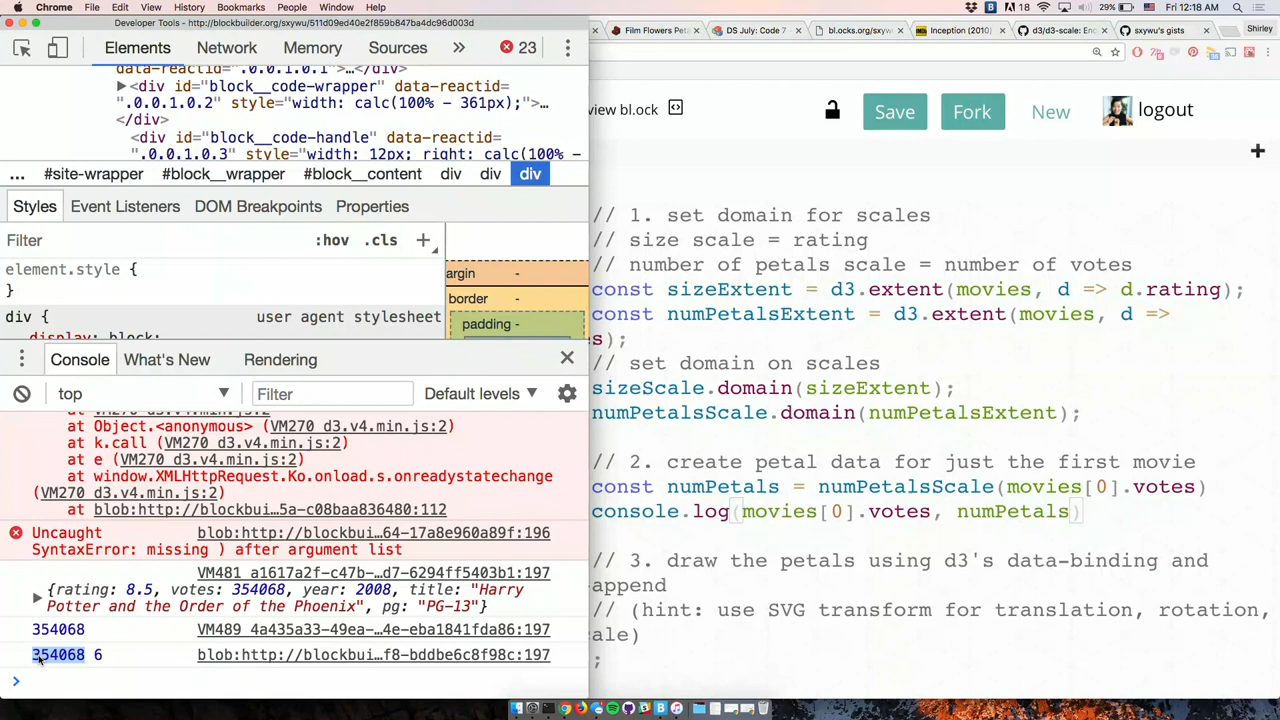 Chrome File Edit View History Bookmarks People Window Help 18 29% Fri 12:18 AM
Developer Tools - http://blockbuilder.org/sxywu/511d09ed40e2f859b847ba4dc96d003d
Film Flowers Pet
DS July: Code 7
bl.ocks.org/sxyw
Inception (2010)
d3/d3-scale: Enc
sxywu's gists
Shirley
Elements Network Memory Sources » 23
data-reactid=".0.0.1.0.1">…</div>
▶<div id="block__code-wrapper" data-reactid=
".0.0.1.0.2" style="width: calc(100% - 361px);">…
</div>
<div id="block__code-handle" data-reactid=
".0.0.1.0.3" style="width: 12px; right: calc(100% -
... #site-wrapper #block__wrapper #block__content div div div
Styles Event Listeners DOM Breakpoints Properties
Filter :hov .cls +
element.style {
}
div { user agent stylesheet
display: block;
argin -
border -
padding -
Console What's New Rendering
top ▼ Filter Default levels ▼
at Object.<anonymous> (VM270 d3.v4.min.js:2)
at k.call (VM270 d3.v4.min.js:2)
at e (VM270 d3.v4.min.js:2)
at window.XMLHttpRequest.Ko.onload.s.onreadystatechange
(VM270 d3.v4.min.js:2)
at blob:http://blockbui…5a-c08baa836480:112
Uncaught blob:http://blockbui…64-17a8e960a89f:196
SyntaxError: missing ) after argument list
VM481 a1617a2f-c47b-…d7-6294ff5403b1:197
▶ {rating: 8.5, votes: 354068, year: 2008, title: "Harry
Potter and the Order of the Phoenix", pg: "PG-13"}
354068 VM489 4a435a33-49ea-…4e-eba1841fda86:197
354068 6 blob:http://blockbui…f8-bddbe6c8f98c:197
>
view bl.ock Save Fork New logout
+
// 1. set domain for scales
// size scale = rating
// number of petals scale = number of votes
const sizeExtent = d3.extent(movies, d => d.rating);
const numPetalsExtent = d3.extent(movies, d =>
s);
// set domain on scales
sizeScale.domain(sizeExtent);
numPetalsScale.domain(numPetalsExtent);
// 2. create petal data for just the first movie
const numPetals = numPetalsScale(movies[0].votes)
console.log(movies[0].votes, numPetals)
// 3. draw the petals using d3's data-binding and
append
// (hint: use SVG transform for translation, rotation,
ale)
;